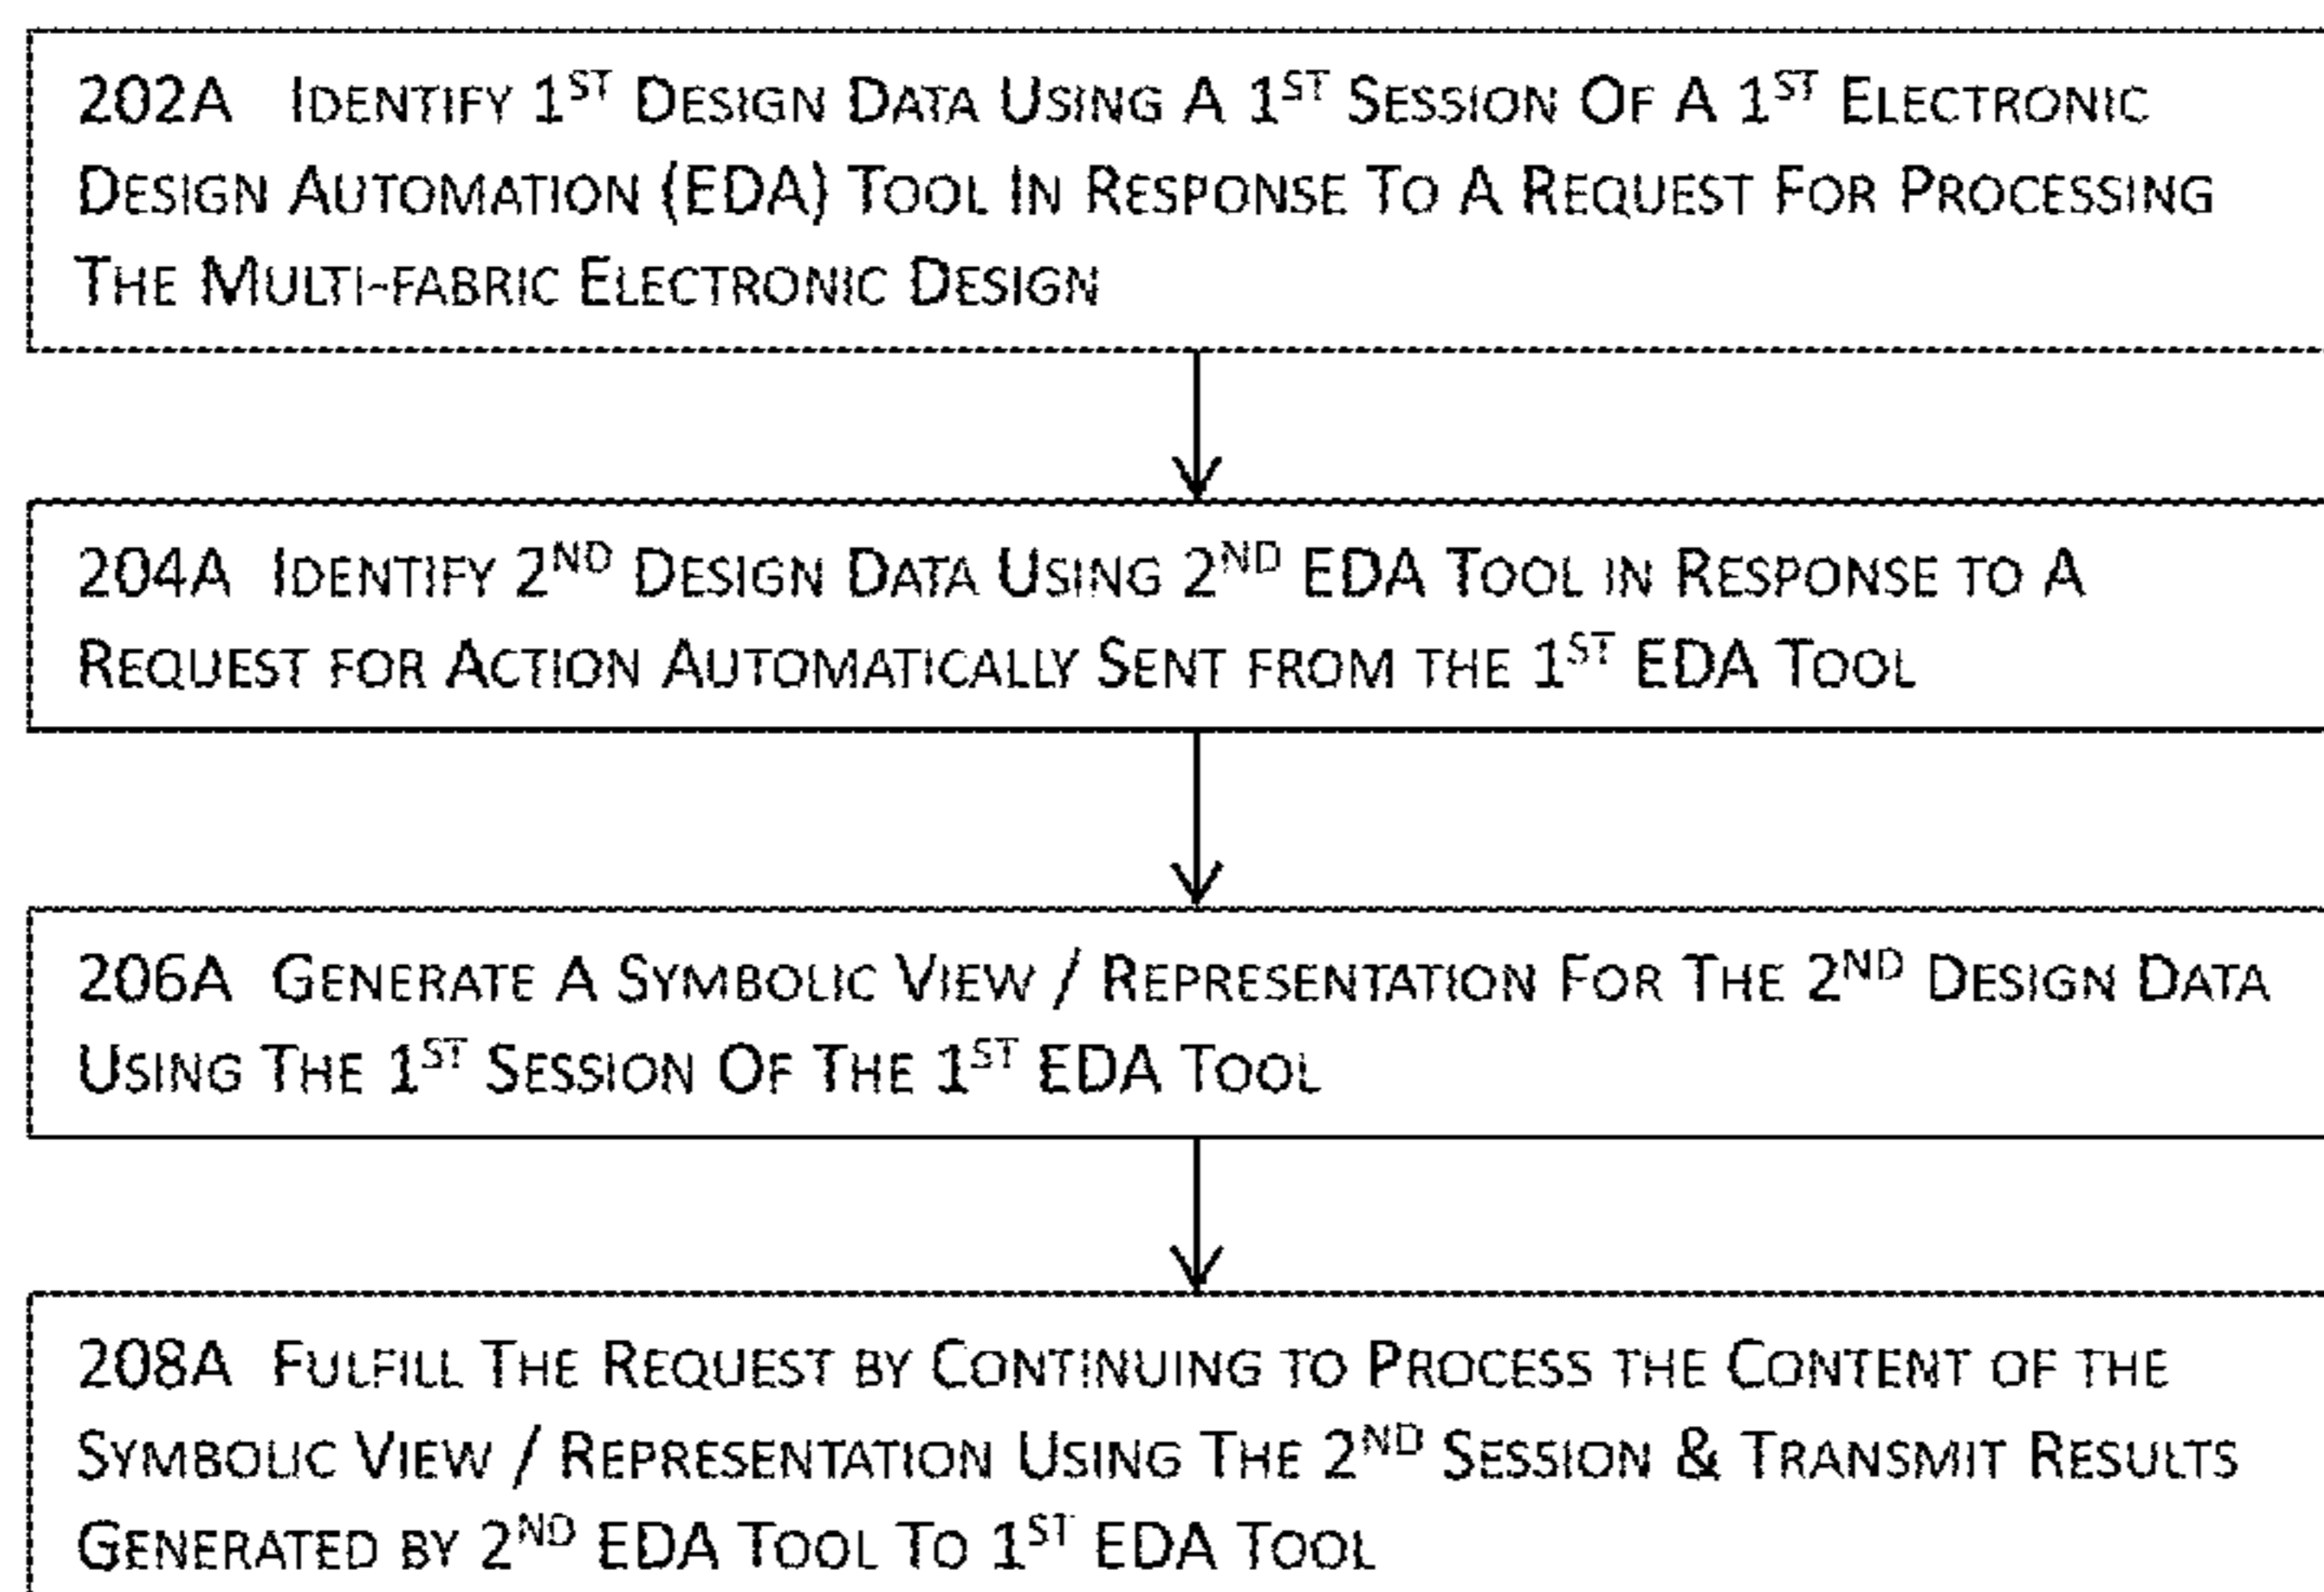 202A Identify 1ST Design Data Using A 1ST Session Of A 1ST Electronic
Design Automation (EDA) Tool In Response To A Request For Processing
The Multi-fabric Electronic Design
204A Identify 2ND Design Data Using 2ND EDA Tool in Response to A
Request for Action Automatically Sent from the 1ST EDA Tool
206A Generate A Symbolic View / Representation For The 2ND Design Data
Using The 1ST Session Of The 1ST EDA Tool
208A Fulfill The Request by Continuing to Process the Content of the
Symbolic View / Representation Using The 2ND Session & Transmit Results
Generated by 2ND EDA Tool To 1ST EDA Tool